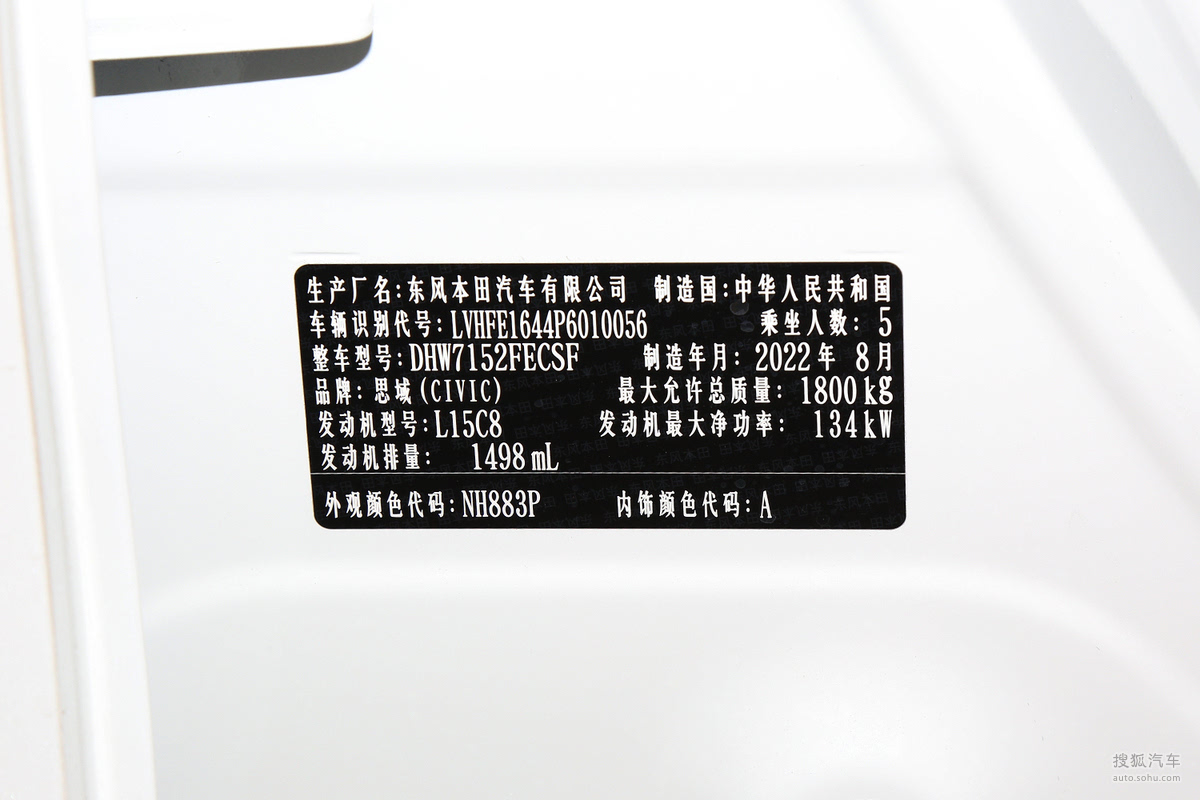 生产厂名:东风本田汽车有限公司 制造国:中华人民共和国
车辆识别代号:LVHFE1644P6010056 乘坐人数: 5
整车型号:DHW7152FECSF 制造年月: 2022年 8月
品牌: 思域(CIVIC) 最大允许总质量: 1800kg
发动机型号:L15C8 发动机最大净功率: 134kW
发动机排量: 1498mL
外观颜色代码:NH883P 内饰颜色代码:A
搜狐汽车
auto.sohu.com